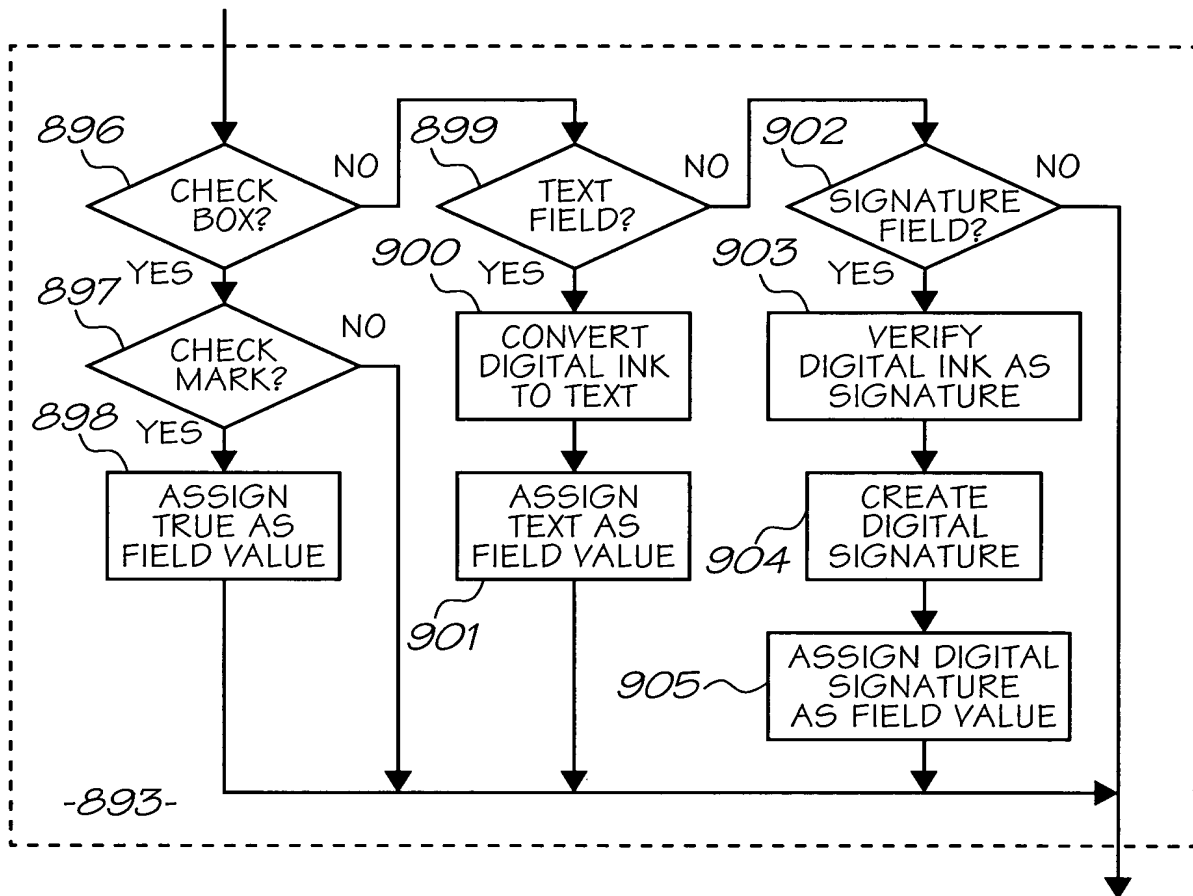 896
CHECK
BOX?
NO
YES
897
CHECK
MARK?
NO
YES
898
ASSIGN
TRUE AS
FIELD VALUE
899
TEXT
FIELD?
NO
YES
900
CONVERT
DIGITAL INK
TO TEXT
ASSIGN
TEXT AS
FIELD VALUE
901
902
SIGNATURE
FIELD?
NO
YES
903
VERIFY
DIGITAL INK AS
SIGNATURE
CREATE
DIGITAL
SIGNATURE
904
ASSIGN DIGITAL
SIGNATURE
AS FIELD VALUE
905
-893-